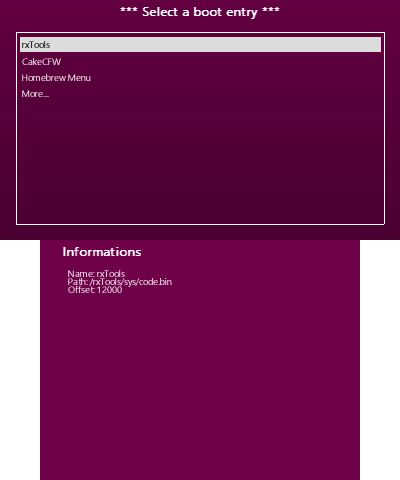 *** Select a boot entry ***
rxTools
CakeCFW
Homebrew Menu
More...
Informations
Name: rxTools
Path: /rxTools/sys/code.bin
Offset: 12000